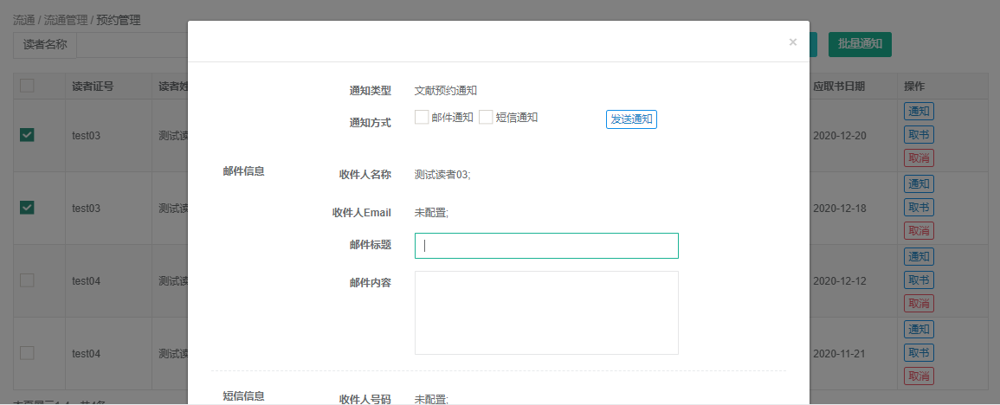 流通 / 流通管理 / 预约管理
读者名称
批量通知
×
读者证号 读者姓 应取书日期 操作
通知类型 文献预约通知
通知方式 邮件通知 短信通知 发送通知
test03 测试读 2020-12-20 通知 取书 取消
邮件信息 收件人名称 测试读者03;
test03 测试读 2020-12-18 通知 取书 取消
收件人Email 未配置;
邮件标题
test04 测试读 2020-12-12 通知 取书 取消
邮件内容
test04 测试读 2020-11-21 通知 取书 取消
短信信息 收件人号码 未配置;